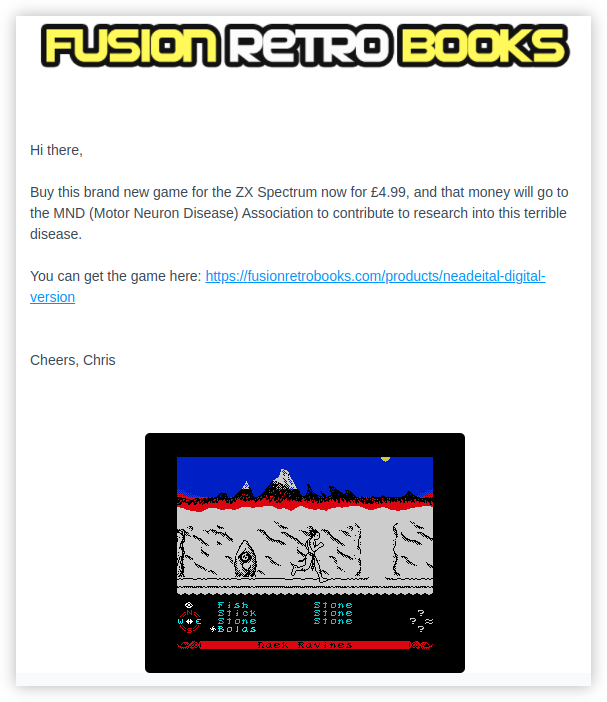 FUSION RETRO BOOKS
Hi there,
Buy this brand new game for the ZX Spectrum now for £4.99, and that money will go to
the MND (Motor Neuron Disease) Association to contribute to research into this terrible
disease.
You can get the game here: https://fusionretrobooks.com/products/neadeital-digital-
version
Cheers, Chris
Fish Stone
N Stick Stone ?
W E Stone Stone ? ≈
S Bolas ?
Raek Ravines